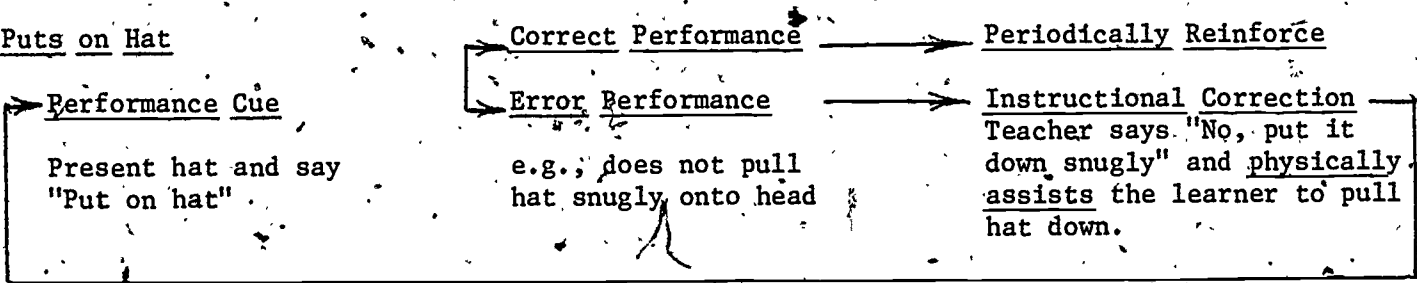 Puts on Hat
Performance Cue
Present hat and say
"Put on hat".
Correct Performance
Error Performance
e.g., does not pull
hat snugly onto head
Periodically Reinforce
Instructional Correction
Teacher says "No, put it
down snugly" and physically
assists the learner to pull
hat down.